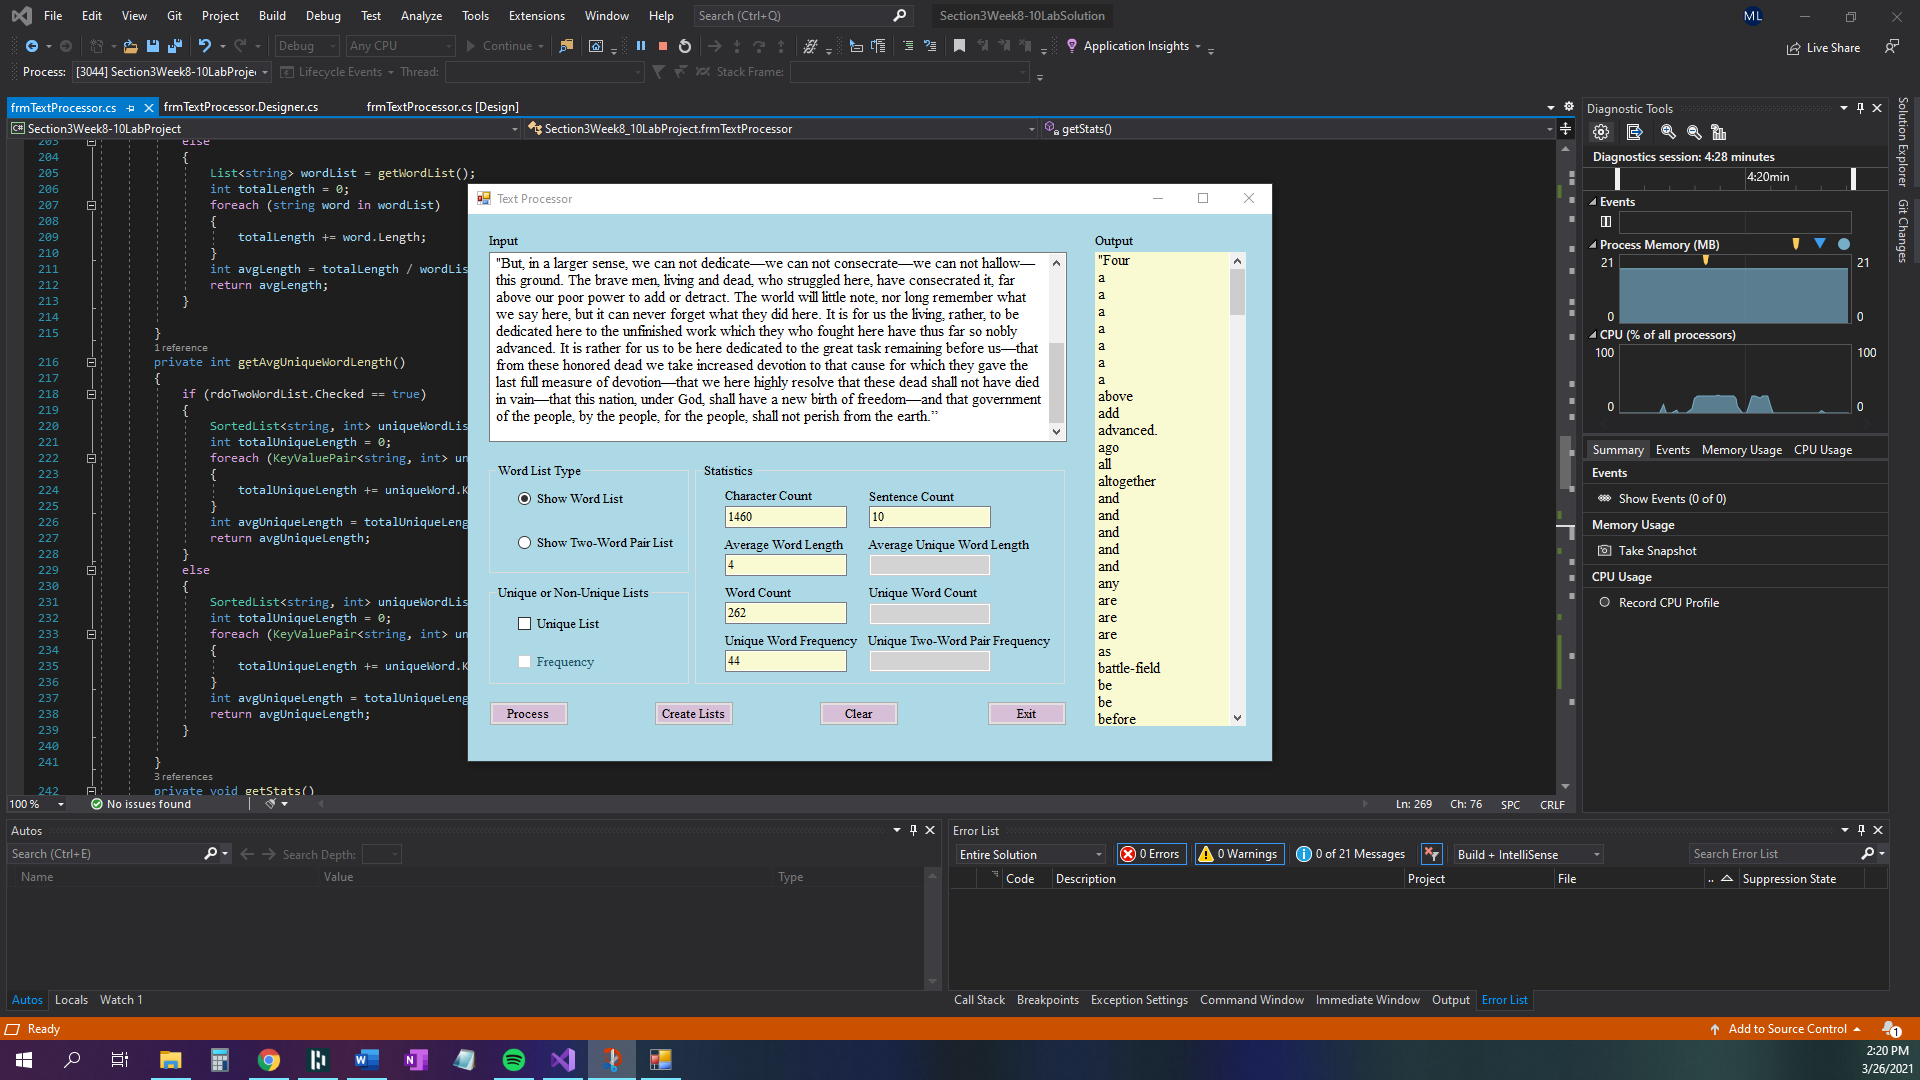 File Edit View Git Project Build Debug Test Analyze Tools Extensions Window Help Search (Ctrl+Q) Section3Week8-10LabSolution ML
Debug Any CPU Continue Application Insights Live Share
Process: [3044] Section3Week8-10LabProje Lifecycle Events Thread: Stack Frame:
frmTextProcessor.cs frmTextProcessor.Designer.cs frmTextProcessor.cs [Design]
Section3Week8-10LabProject Section3Week8_10LabProject.frmTextProcessor getStats()
203 else
204 {
205 List<string> wordList = getWordList();
206 int totalLength = 0;
207 foreach (string word in wordList)
208 {
209 totalLength += word.Length;
210 }
211 int avgLength = totalLength / wordLis
212 return avgLength;
213 }
214
215 }
1 reference
216 private int getAvgUniqueWordLength()
217 {
218 if (rdoTwoWordList.Checked == true)
219 {
220 SortedList<string, int> uniqueWordLis
221 int totalUniqueLength = 0;
222 foreach (KeyValuePair<string, int> un
223 {
224 totalUniqueLength += uniqueWord.K
225 }
226 int avgUniqueLength = totalUniqueLeng
227 return avgUniqueLength;
228 }
229 else
230 {
231 SortedList<string, int> uniqueWordLis
232 int totalUniqueLength = 0;
233 foreach (KeyValuePair<string, int> un
234 {
235 totalUniqueLength += uniqueWord.K
236 }
237 int avgUniqueLength = totalUniqueLeng
238 return avgUniqueLength;
239 }
240
241 }
3 references
242 private void getStats()
100 % No issues found Ln: 269 Ch: 76 SPC CRLF
Text Processor
Input
"But, in a larger sense, we can not dedicate—we can not consecrate—we can not hallow—
this ground. The brave men, living and dead, who struggled here, have consecrated it, far
above our poor power to add or detract. The world will little note, nor long remember what
we say here, but it can never forget what they did here. It is for us the living, rather, to be
dedicated here to the unfinished work which they who fought here have thus far so nobly
advanced. It is rather for us to be here dedicated to the great task remaining before us—that
from these honored dead we take increased devotion to that cause for which they gave the
last full measure of devotion—that we here highly resolve that these dead shall not have died
in vain—that this nation, under God, shall have a new birth of freedom—and that government
of the people, by the people, for the people, shall not perish from the earth.”
Word List Type
Show Word List
Show Two-Word Pair List
Unique or Non-Unique Lists
Unique List
Frequency
Statistics
Character Count Sentence Count
1460 10
Average Word Length Average Unique Word Length
4
Word Count Unique Word Count
262
Unique Word Frequency Unique Two-Word Pair Frequency
44
Process Create Lists Clear Exit
Output
"Four
a
a
a
a
a
a
a
above
add
advanced.
ago
all
altogether
and
and
and
and
and
any
are
are
are
as
battle-field
be
be
before
Diagnostic Tools
Diagnostics session: 4:28 minutes
4:20min
Events
Process Memory (MB)
21 21
0 0
CPU (% of all processors)
100 100
0 0
Summary Events Memory Usage CPU Usage
Events
Show Events (0 of 0)
Memory Usage
Take Snapshot
CPU Usage
Record CPU Profile
Solution Explorer
Git Changes
Autos
Search (Ctrl+E) Search Depth:
Name Value Type
Autos Locals Watch 1
Error List
Entire Solution 0 Errors 0 Warnings 0 of 21 Messages Build + IntelliSense Search Error List
Code Description Project File .. Suppression State
Call Stack Breakpoints Exception Settings Command Window Immediate Window Output Error List
Ready Add to Source Control 1
2:20 PM
3/26/2021